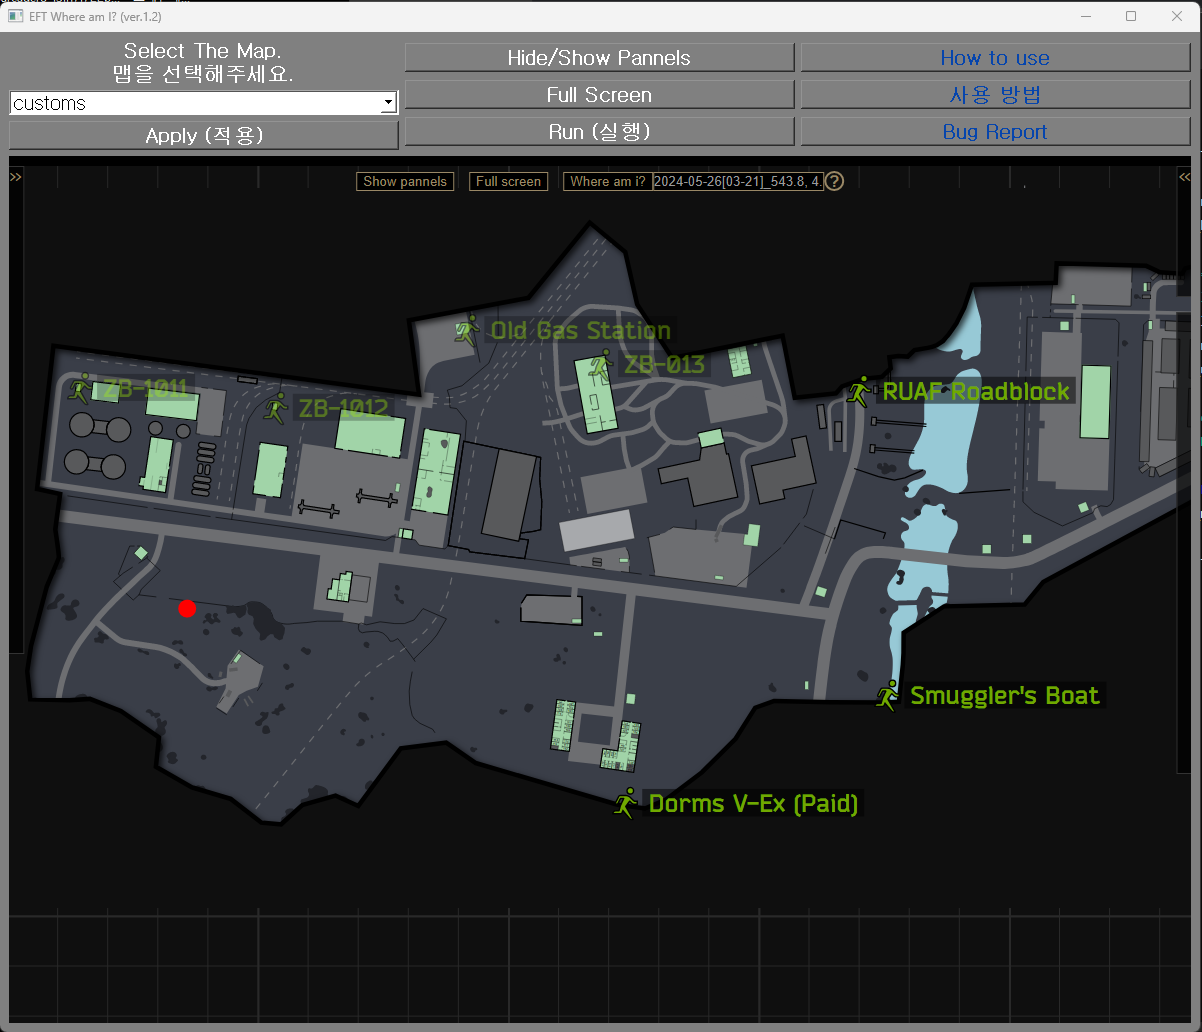 EFT Where am I? (ver.1.2)
Select The Map.
맵을 선택해주세요.
customs
Apply (적용)
Hide/Show Pannels
Full Screen
Run (실행)
How to use
사용 방법
Bug Report
>>
Show pannels
Full screen
Where am i?
2024-05-26[03-21]_543.8, 4.
?
<<
Old Gas Station
ZB-013
ZB-1011
ZB-1012
RUAF Roadblock
Smuggler's Boat
Dorms V-Ex (Paid)